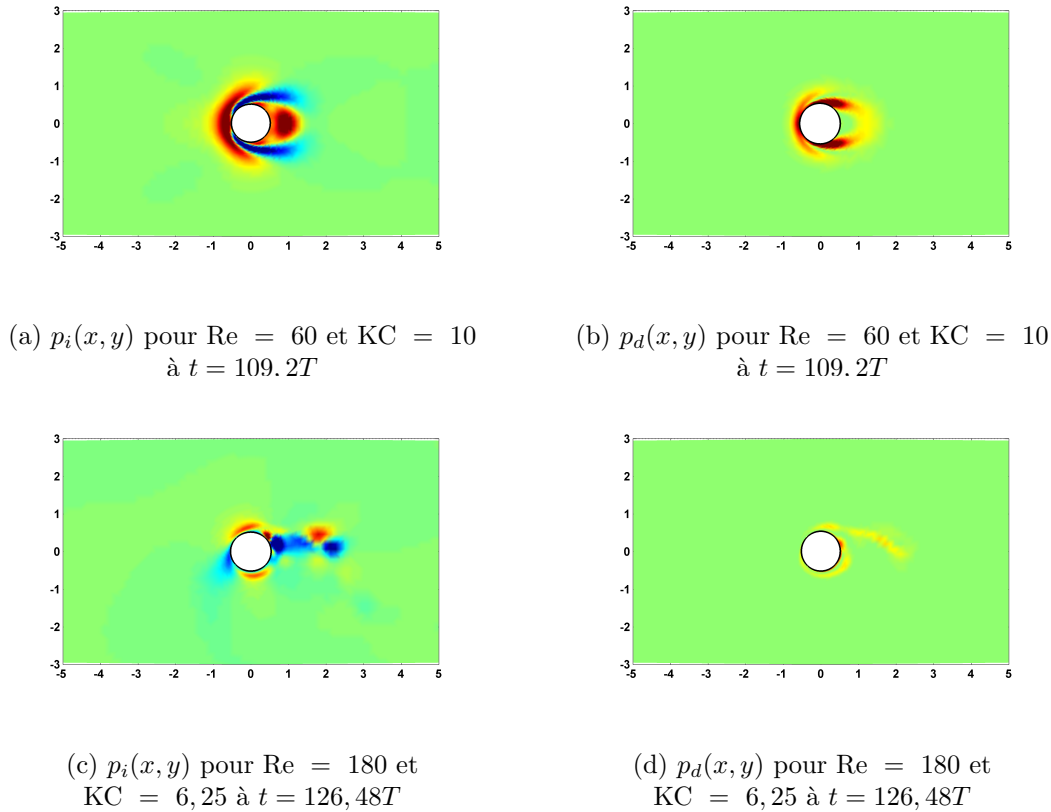 3
2
1
0
-1
-2
-3
-5 -4 -3 -2 -1 0 1 2 3 4 5
3
2
1
0
-1
-2
-3
-5 -4 -3 -2 -1 0 1 2 3 4 5
(a) p_i(x, y) pour Re = 60 et KC = 10
à t = 109.2T
(b) p_d(x, y) pour Re = 60 et KC = 10
à t = 109.2T
3
2
1
0
-1
-2
-3
-5 -4 -3 -2 -1 0 1 2 3 4 5
3
2
1
0
-1
-2
-3
-5 -4 -3 -2 -1 0 1 2 3 4 5
(c) p_i(x, y) pour Re = 180 et
KC = 6,25 à t = 126,48T
(d) p_d(x, y) pour Re = 180 et
KC = 6,25 à t = 126,48T